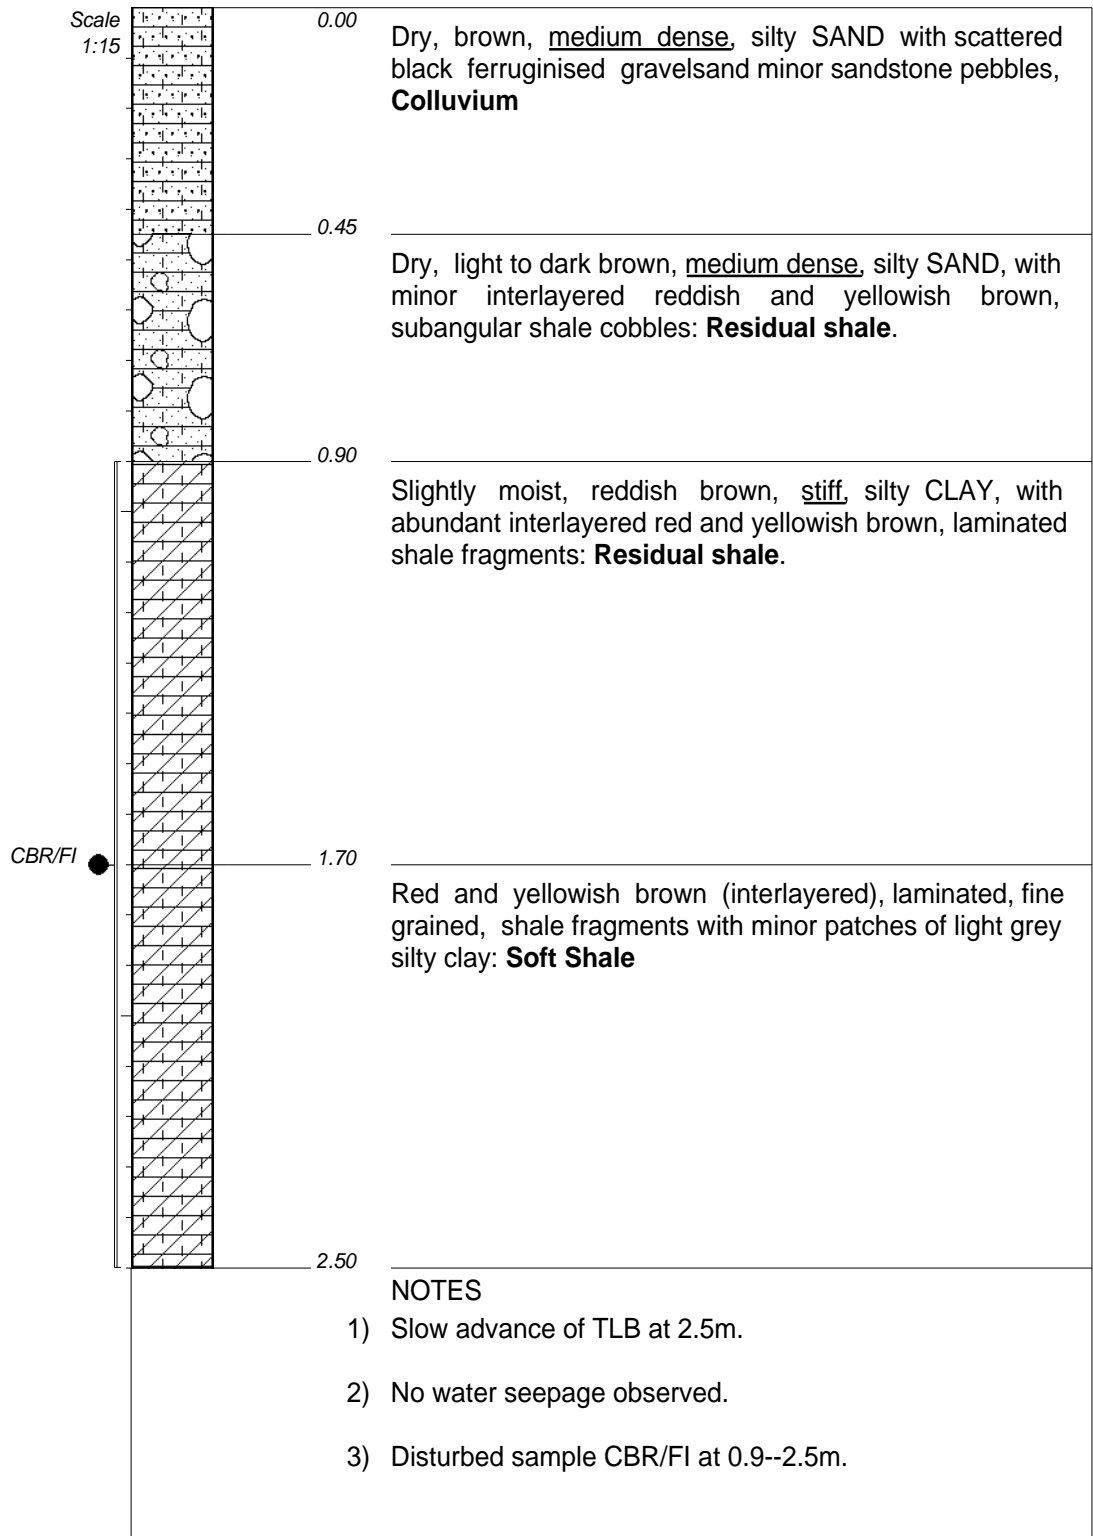 Scale
1:15
0.00
Dry, brown, medium dense, silty SAND with scattered
black ferruginised gravelsand minor sandstone pebbles,
Colluvium
0.45
Dry, light to dark brown, medium dense, silty SAND, with
minor interlayered reddish and yellowish brown,
subangular shale cobbles: Residual shale.
0.90
Slightly moist, reddish brown, stiff, silty CLAY, with
abundant interlayered red and yellowish brown, laminated
shale fragments: Residual shale.
CBR/FI
1.70
Red and yellowish brown (interlayered), laminated, fine
grained, shale fragments with minor patches of light grey
silty clay: Soft Shale
2.50
NOTES
1) Slow advance of TLB at 2.5m.
2) No water seepage observed.
3) Disturbed sample CBR/FI at 0.9--2.5m.